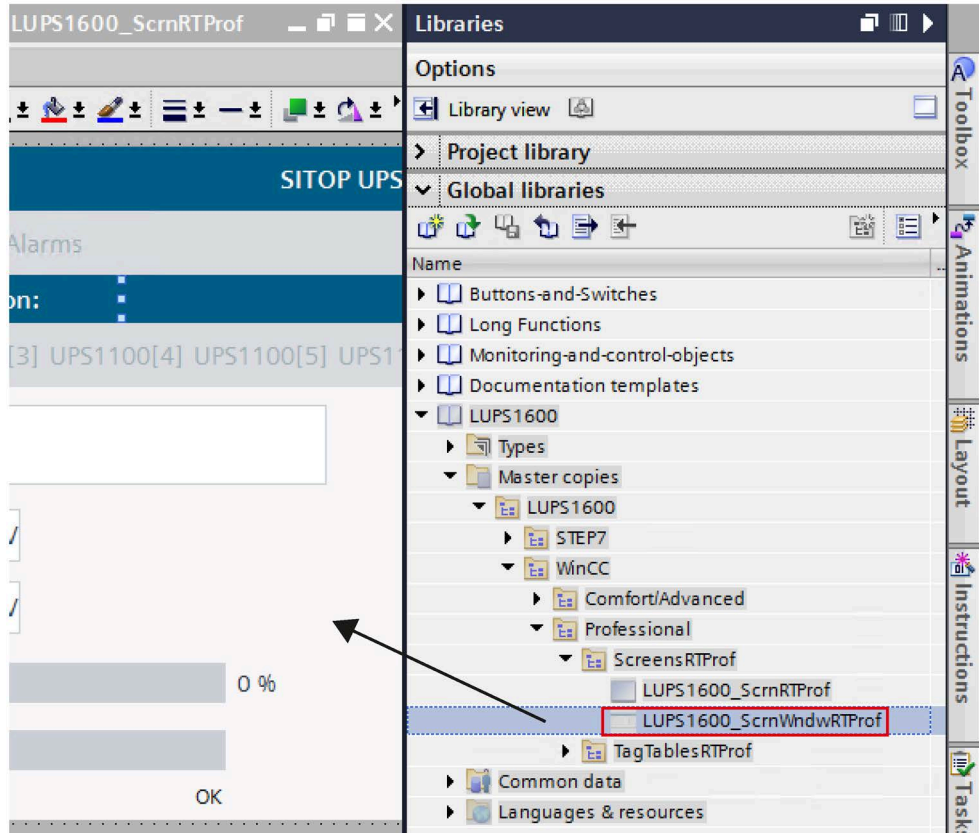 LUPS1600_ScrnRTProf
SITOP UPS
Alarms
on:
[3] UPS1100[4] UPS1100[5] UPS11
V
V
0 %
OK
Libraries
Options
Library view
Project library
Global libraries
Name
..
Buttons-and-Switches
Long Functions
Monitoring-and-control-objects
Documentation templates
LUPS1600
Types
Master copies
LUPS1600
STEP7
WinCC
Comfort/Advanced
Professional
ScreensRTProf
LUPS1600_ScrnRTProf
LUPS1600_ScrnWndwRTProf
TagTablesRTProf
Common data
Languages & resources
Toolbox
Animations
Layout
Instructions
Task